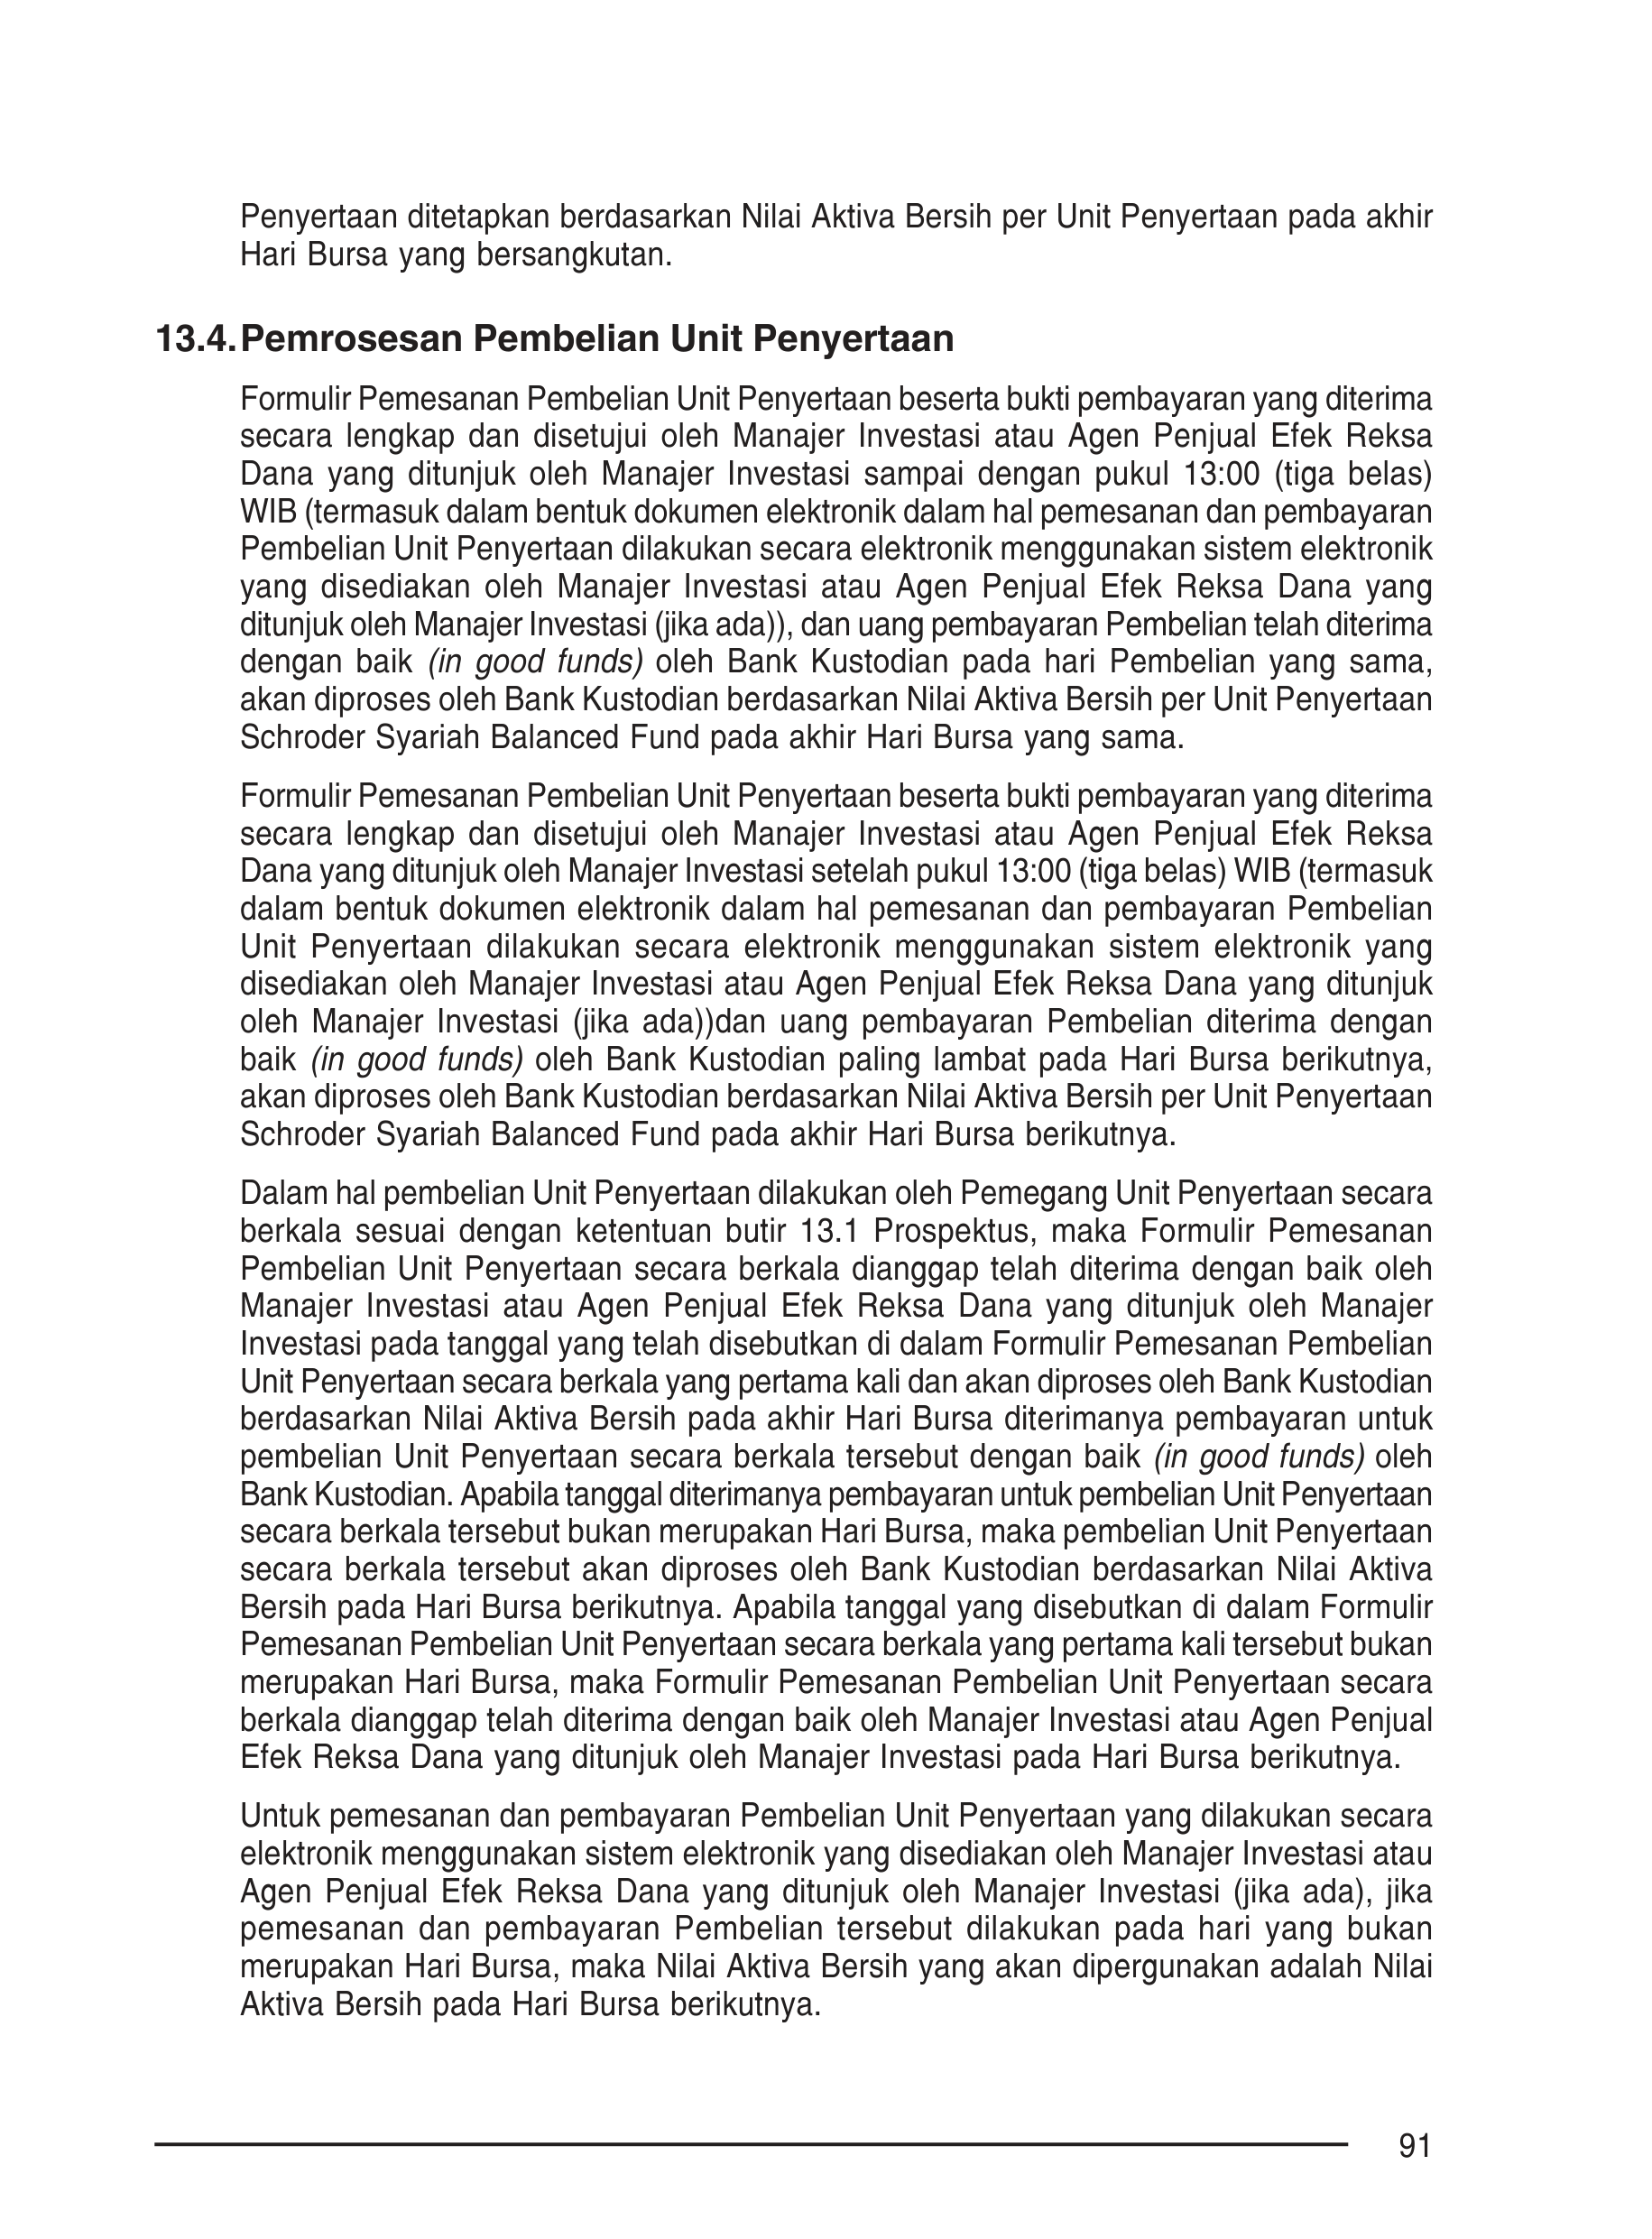 Penyertaan ditetapkan berdasarkan Nilai Aktiva Bersih per Unit Penyertaan pada akhir
Hari Bursa yang bersangkutan.
13.4. Pemrosesan Pembelian Unit Penyertaan
Formulir Pemesanan Pembelian Unit Penyertaan beserta bukti pembayaran yang diterima
secara lengkap dan disetujui oleh Manajer Investasi atau Agen Penjual Efek Reksa
Dana yang ditunjuk oleh Manajer Investasi sampai dengan pukul 13:00 (tiga belas)
WIB (termasuk dalam bentuk dokumen elektronik dalam hal pemesanan dan pembayaran
Pembelian Unit Penyertaan dilakukan secara elektronik menggunakan sistem elektronik
yang disediakan oleh Manajer Investasi atau Agen Penjual Efek Reksa Dana yang
ditunjuk oleh Manajer Investasi (jika ada)), dan uang pembayaran Pembelian telah diterima
dengan baik (in good funds) oleh Bank Kustodian pada hari Pembelian yang sama,
akan diproses oleh Bank Kustodian berdasarkan Nilai Aktiva Bersih per Unit Penyertaan
Schroder Syariah Balanced Fund pada akhir Hari Bursa yang sama.
Formulir Pemesanan Pembelian Unit Penyertaan beserta bukti pembayaran yang diterima
secara lengkap dan disetujui oleh Manajer Investasi atau Agen Penjual Efek Reksa
Dana yang ditunjuk oleh Manajer Investasi setelah pukul 13:00 (tiga belas) WIB (termasuk
dalam bentuk dokumen elektronik dalam hal pemesanan dan pembayaran Pembelian
Unit Penyertaan dilakukan secara elektronik menggunakan sistem elektronik yang
disediakan oleh Manajer Investasi atau Agen Penjual Efek Reksa Dana yang ditunjuk
oleh Manajer Investasi (jika ada))dan uang pembayaran Pembelian diterima dengan
baik (in good funds) oleh Bank Kustodian paling lambat pada Hari Bursa berikutnya,
akan diproses oleh Bank Kustodian berdasarkan Nilai Aktiva Bersih per Unit Penyertaan
Schroder Syariah Balanced Fund pada akhir Hari Bursa berikutnya.
Dalam hal pembelian Unit Penyertaan dilakukan oleh Pemegang Unit Penyertaan secara
berkala sesuai dengan ketentuan butir 13.1 Prospektus, maka Formulir Pemesanan
Pembelian Unit Penyertaan secara berkala dianggap telah diterima dengan baik oleh
Manajer Investasi atau Agen Penjual Efek Reksa Dana yang ditunjuk oleh Manajer
Investasi pada tanggal yang telah disebutkan di dalam Formulir Pemesanan Pembelian
Unit Penyertaan secara berkala yang pertama kali dan akan diproses oleh Bank Kustodian
berdasarkan Nilai Aktiva Bersih pada akhir Hari Bursa diterimanya pembayaran untuk
pembelian Unit Penyertaan secara berkala tersebut dengan baik (in good funds) oleh
Bank Kustodian. Apabila tanggal diterimanya pembayaran untuk pembelian Unit Penyertaan
secara berkala tersebut bukan merupakan Hari Bursa, maka pembelian Unit Penyertaan
secara berkala tersebut akan diproses oleh Bank Kustodian berdasarkan Nilai Aktiva
Bersih pada Hari Bursa berikutnya. Apabila tanggal yang disebutkan di dalam Formulir
Pemesanan Pembelian Unit Penyertaan secara berkala yang pertama kali tersebut bukan
merupakan Hari Bursa, maka Formulir Pemesanan Pembelian Unit Penyertaan secara
berkala dianggap telah diterima dengan baik oleh Manajer Investasi atau Agen Penjual
Efek Reksa Dana yang ditunjuk oleh Manajer Investasi pada Hari Bursa berikutnya.
Untuk pemesanan dan pembayaran Pembelian Unit Penyertaan yang dilakukan secara
elektronik menggunakan sistem elektronik yang disediakan oleh Manajer Investasi atau
Agen Penjual Efek Reksa Dana yang ditunjuk oleh Manajer Investasi (jika ada), jika
pemesanan dan pembayaran Pembelian tersebut dilakukan pada hari yang bukan
merupakan Hari Bursa, maka Nilai Aktiva Bersih yang akan dipergunakan adalah Nilai
Aktiva Bersih pada Hari Bursa berikutnya.
91